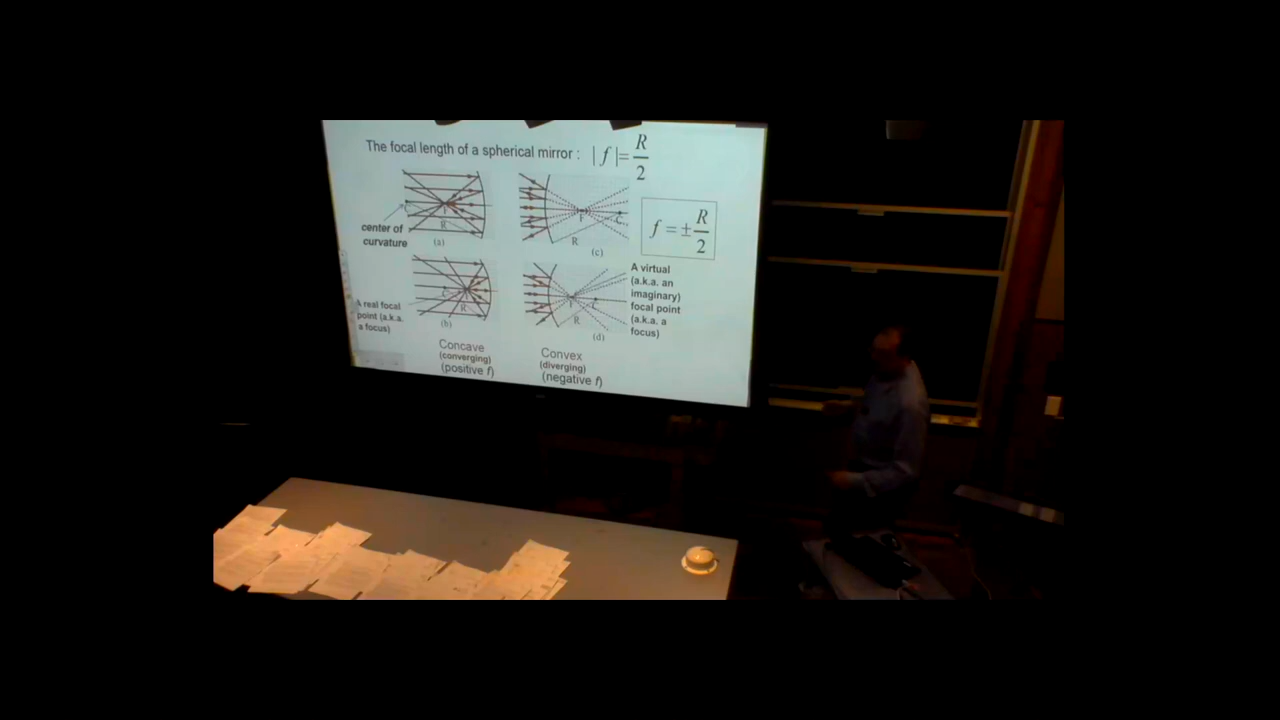 The focal length of a spherical mirror : |f|= R/2
center of curvature
F
R
(a)
F
C
R
(c)
f = ± R/2
A real focal
point (a.k.a.
a focus)
C
R
(b)
F
C
R
(d)
A virtual
(a.k.a. an
imaginary)
focal point
(a.k.a. a
focus)
Concave
(converging)
(positive f)
Convex
(diverging)
(negative f)